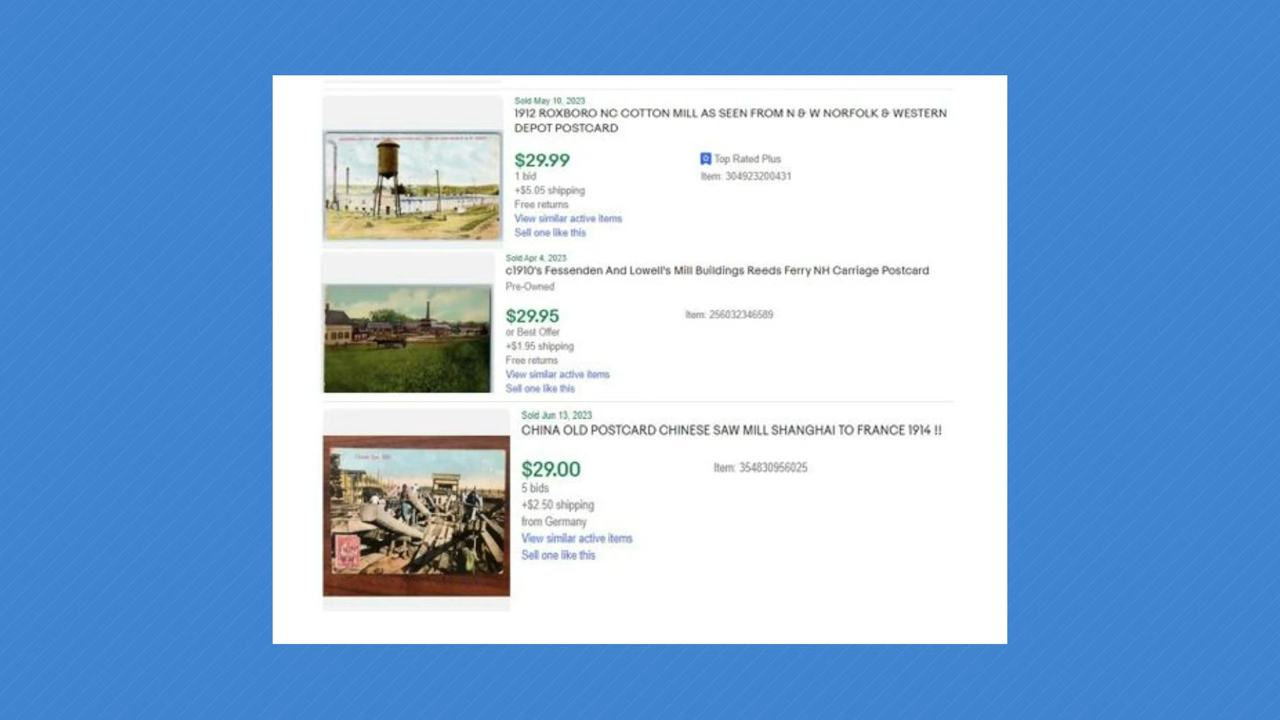 Sold May 10, 2023
1912 ROXBORO NC COTTON MILL AS SEEN FROM N & W NORFOLK & WESTERN
DEPOT POSTCARD
$29.99
Top Rated Plus
1 bid
Item: 304923200431
+$5.05 shipping
Free returns
View similar active items
Sell one like this
Sold Apr 4, 2023
c1910's Fessenden And Lowell's Mill Buildings Reeds Ferry NH Carriage Postcard
Pre-Owned
$29.95
Item: 256032346589
or Best Offer
+$1.95 shipping
Free returns
View similar active items
Sell one like this
Sold Jun 13, 2023
CHINA OLD POSTCARD CHINESE SAW MILL SHANGHAI TO FRANCE 1914 !!
$29.00
Item: 354830956025
5 bids
+$2.50 shipping
from Germany
View similar active items
Sell one like this